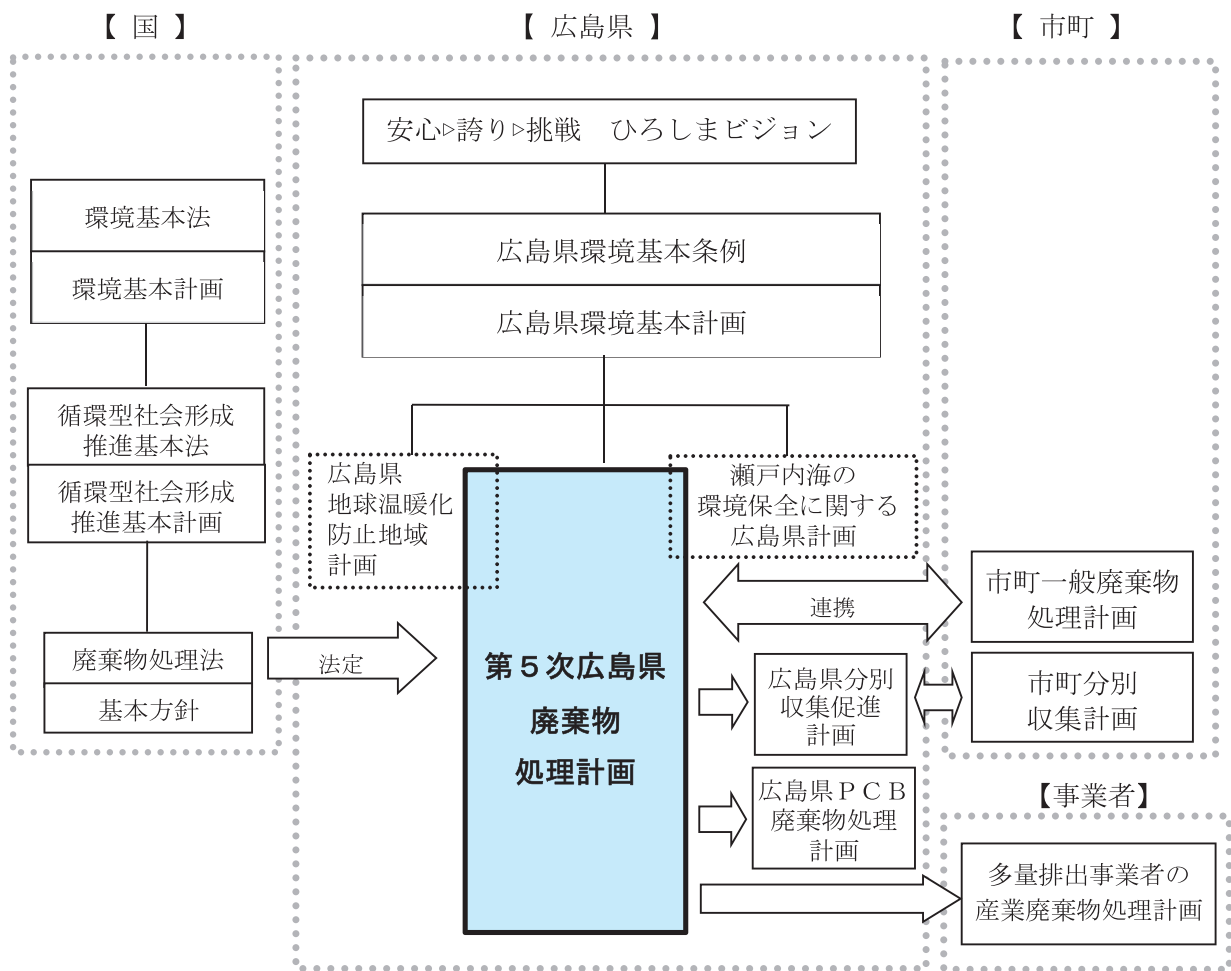 【 国 】
環境基本法
環境基本計画
循環型社会形成
推進基本法
循環型社会形成
推進基本計画
廃棄物処理法
基本方針
法定
【 広島県 】
安心▷誇り▷挑戦　ひろしまビジョン
広島県環境基本条例
広島県環境基本計画
広島県
地球温暖化
防止地域
計画
瀬戸内海の
環境保全に関する
広島県計画
第５次広島県
廃棄物
処理計画
連携
広島県分別
収集促進
計画
広島県ＰＣＢ
廃棄物処理
計画
【 市町 】
市町一般廃棄物
処理計画
市町分別
収集計画
【事業者】
多量排出事業者の
産業廃棄物処理計画